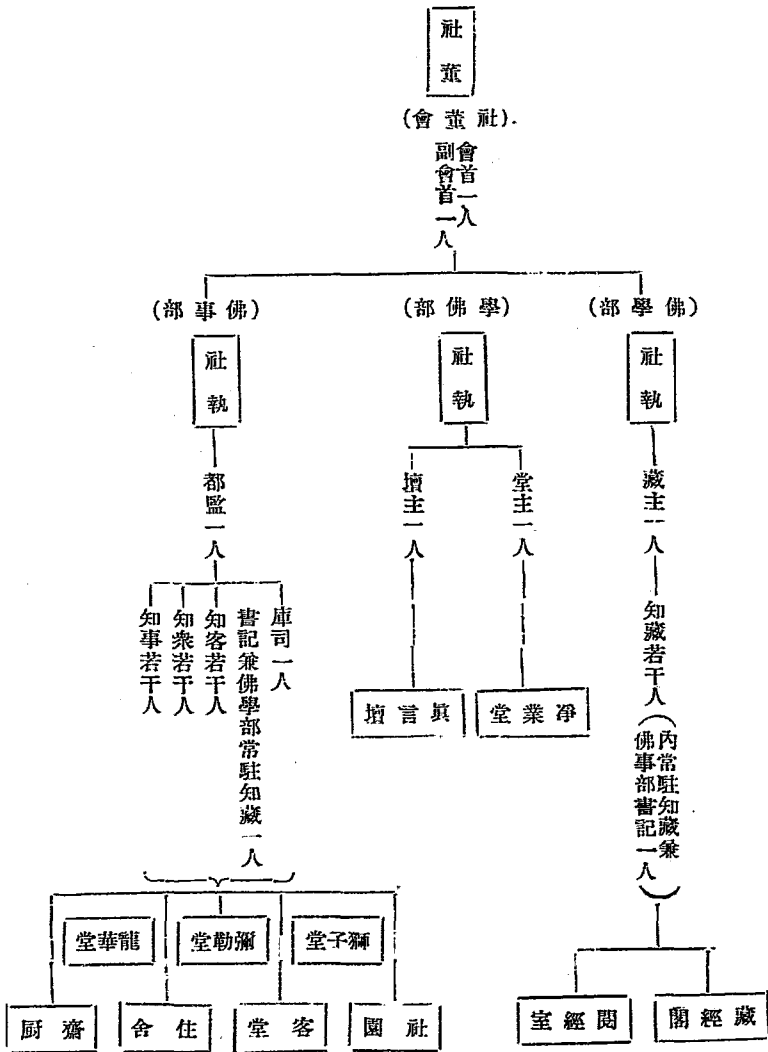 社董
(社董會)
會首一人
副會首一人
(佛學部)
社執
藏主一人
知藏若干人
(內常駐知藏兼
佛事部書記一人)
藏經閣
閱經室
(學佛部)
社執
堂主一人
淨業堂
壇主一人
眞言壇
(佛事部)
社執
都監一人
庫司一人
書記兼佛學部常駐知藏一人
知客若干人
知衆若干人
知事若干人
獅子堂
彌勒堂
龍華堂
社園
客堂
住舍
齋厨